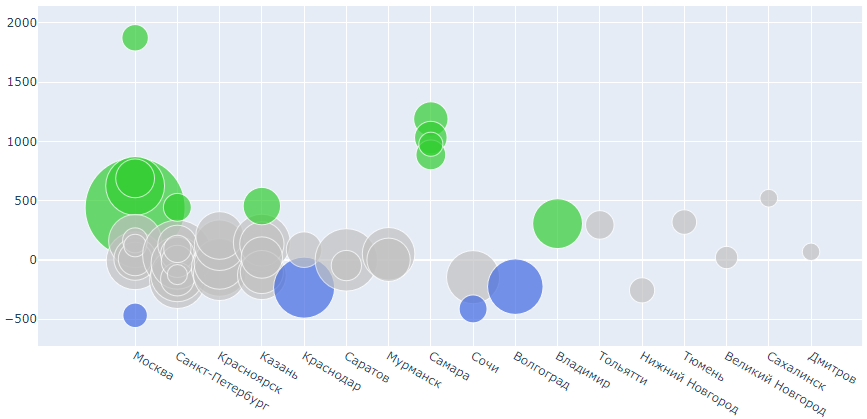 2000
1500
1000
500
0
−500
Москва
Санкт-Петербург
Красноярск
Казань
Краснодар
Саратов
Мурманск
Самара
Сочи
Волгоград
Владимир
Тольятти
Нижний Новгород
Тюмень
Великий Новгород
Сахалинск
Дмитров